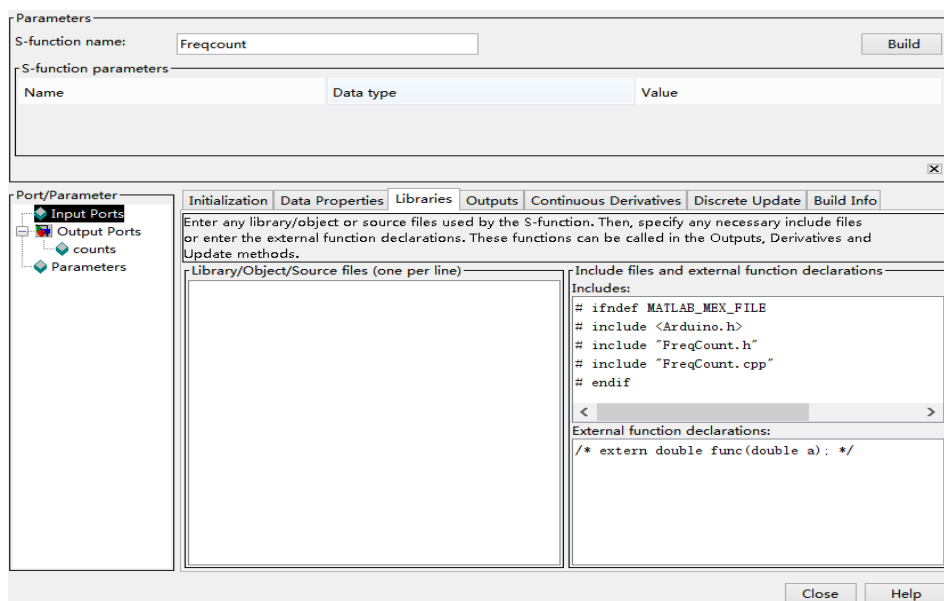 Parameters
S-function name:
Freqcount
Build
S-function parameters
Name
Data type
Value
Port/Parameter
Input Ports
Output Ports
counts
Parameters
Initialization
Data Properties
Libraries
Outputs
Continuous Derivatives
Discrete Update
Build Info
Enter any library/object or source files used by the S-function. Then, specify any necessary include files
or enter the external function declarations. These functions can be called in the Outputs, Derivatives and
Update methods.
Library/Object/Source files (one per line)
Include files and external function declarations
Includes:
# ifndef MATLAB_MEX_FILE
# include <Arduino.h>
# include "FreqCount.h"
# include "FreqCount.cpp"
# endif
External function declarations:
/* extern double func(double a); */
Close
Help